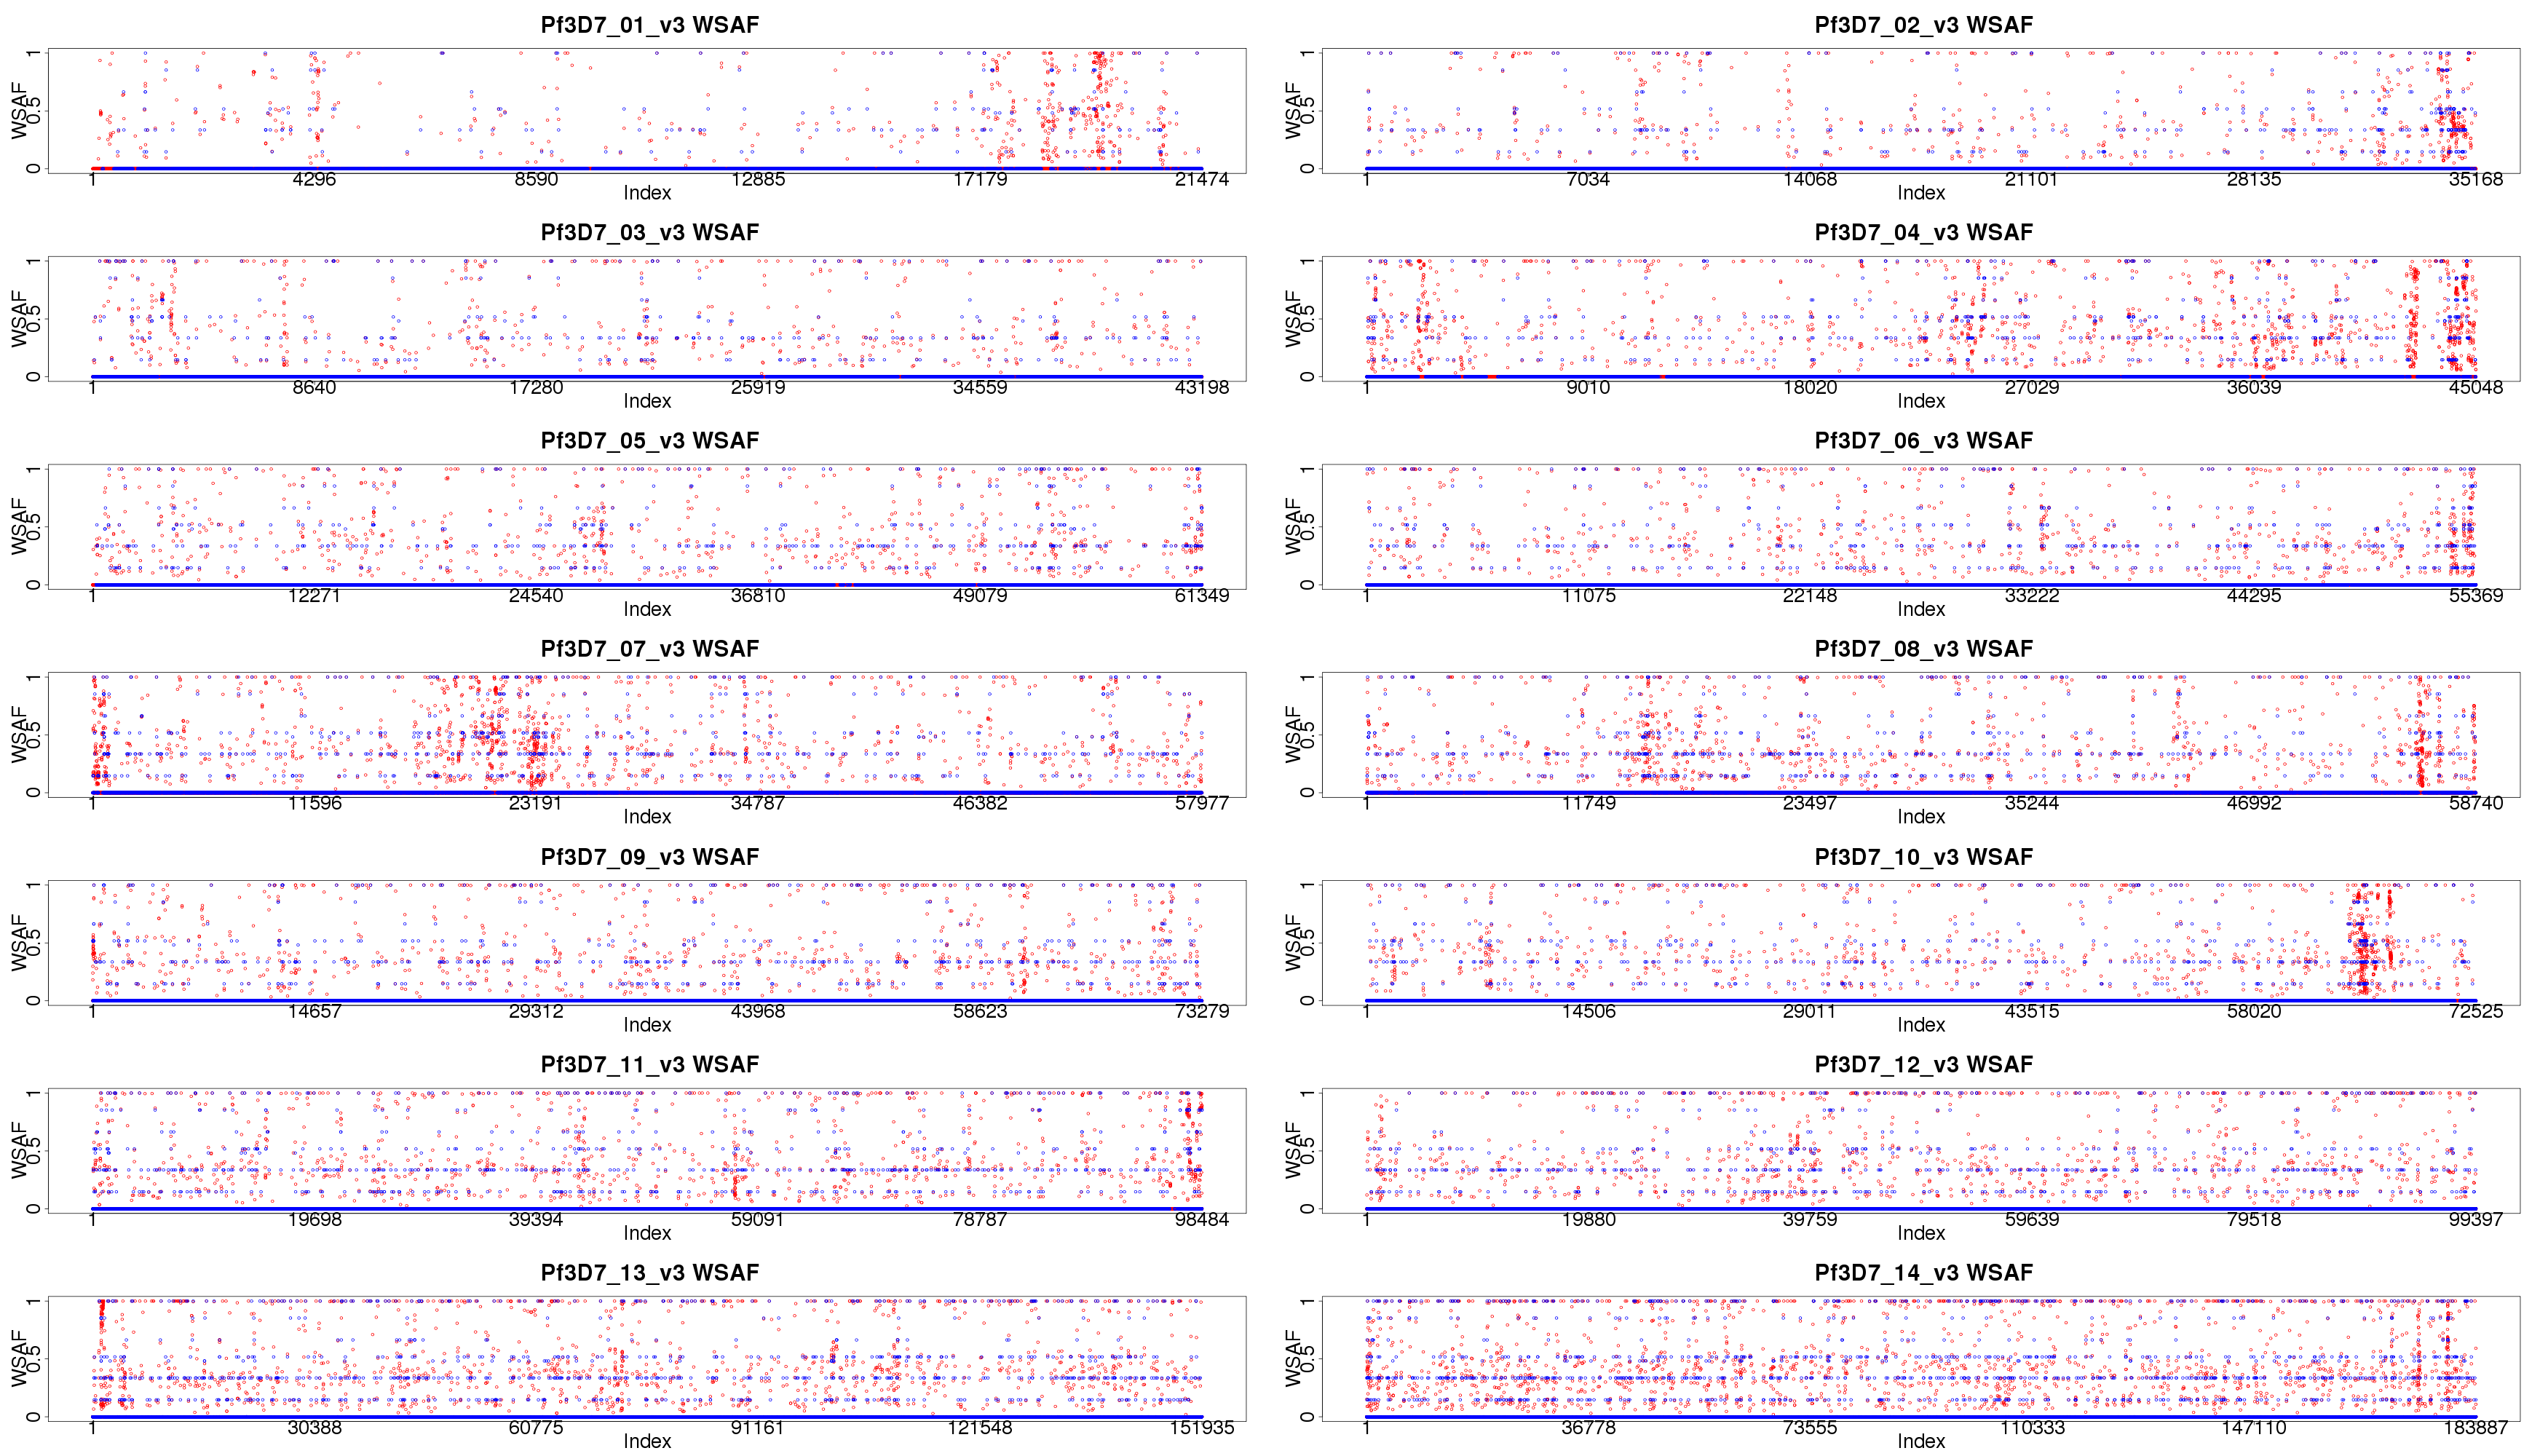 Pf3D7_01_v3 WSAF
WSAF
0 0.5 1
1 4296 8590 12885 17179 21474
Index
Pf3D7_02_v3 WSAF
WSAF
0 0.5 1
1 7034 14068 21101 28135 35168
Index
Pf3D7_03_v3 WSAF
WSAF
0 0.5 1
1 8640 17280 25919 34559 43198
Index
Pf3D7_04_v3 WSAF
WSAF
0 0.5 1
1 9010 18020 27029 36039 45048
Index
Pf3D7_05_v3 WSAF
WSAF
0 0.5 1
1 12271 24540 36810 49079 61349
Index
Pf3D7_06_v3 WSAF
WSAF
0 0.5 1
1 11075 22148 33222 44295 55369
Index
Pf3D7_07_v3 WSAF
WSAF
0 0.5 1
1 11596 23191 34787 46382 57977
Index
Pf3D7_08_v3 WSAF
WSAF
0 0.5 1
1 11749 23497 35244 46992 58740
Index
Pf3D7_09_v3 WSAF
WSAF
0 0.5 1
1 14657 29312 43968 58623 73279
Index
Pf3D7_10_v3 WSAF
WSAF
0 0.5 1
1 14506 29011 43515 58020 72525
Index
Pf3D7_11_v3 WSAF
WSAF
0 0.5 1
1 19698 39394 59091 78787 98484
Index
Pf3D7_12_v3 WSAF
WSAF
0 0.5 1
1 19880 39759 59639 79518 99397
Index
Pf3D7_13_v3 WSAF
WSAF
0 0.5 1
1 30388 60775 91161 121548 151935
Index
Pf3D7_14_v3 WSAF
WSAF
0 0.5 1
1 36778 73555 110333 147110 183887
Index